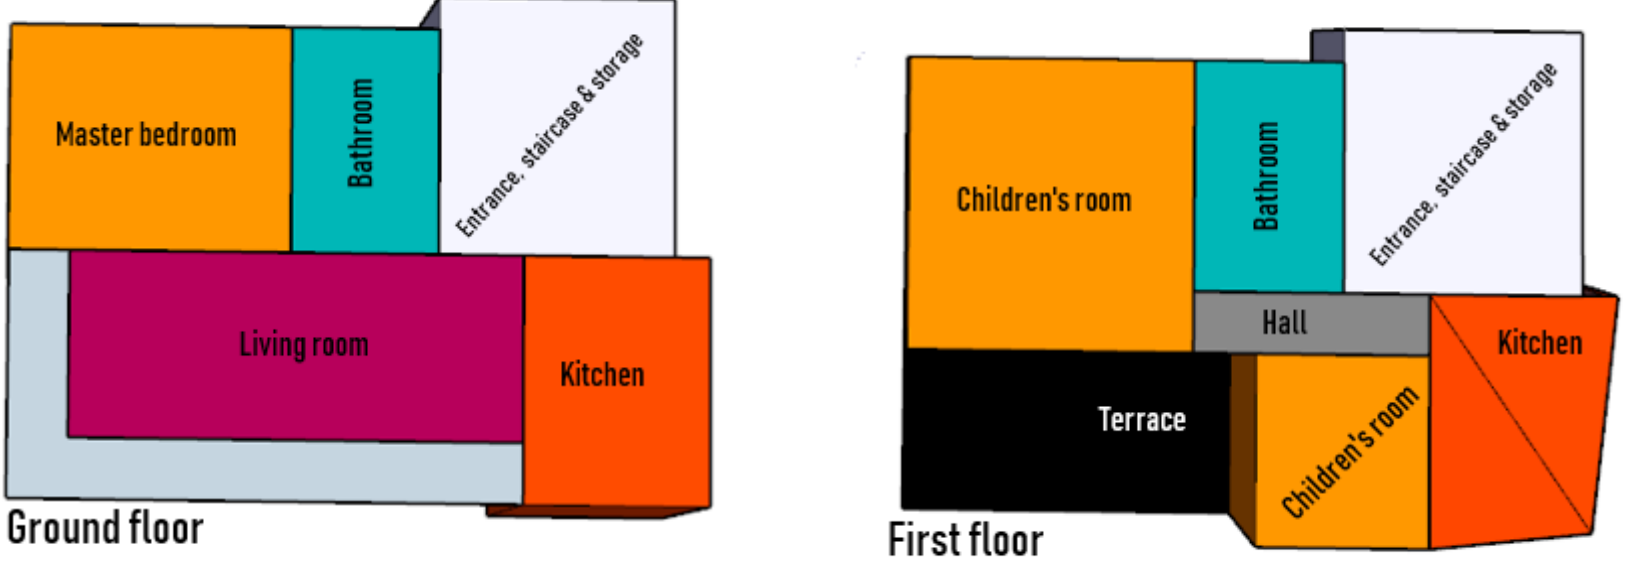 Master bedroom
Bathroom
Entrance, staircase & storage
Living room
Kitchen
Ground floor
Children's room
Bathroom
Entrance, staircase & storage
Hall
Kitchen
Terrace
Children's room
First floor